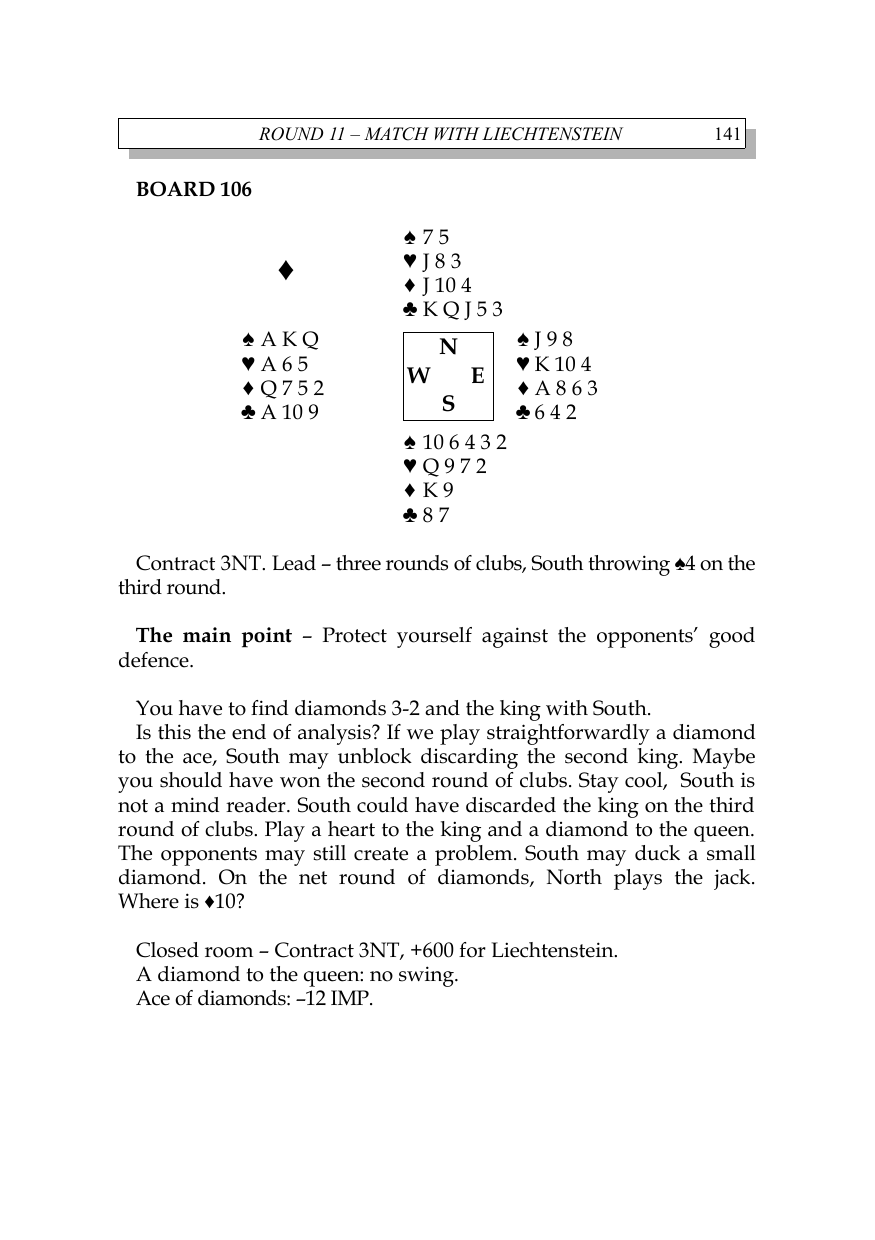 ROUND 11 – MATCH WITH LIECHTENSTEIN 141
BOARD 106
♦
♠ 7 5
♥ J 8 3
♦ J 10 4
♣ K Q J 5 3
♠ A K Q
♥ A 6 5
♦ Q 7 5 2
♣ A 10 9
N
W E
S
♠ J 9 8
♥ K 10 4
♦ A 8 6 3
♣ 6 4 2
♠ 10 6 4 3 2
♥ Q 9 7 2
♦ K 9
♣ 8 7
Contract 3NT. Lead – three rounds of clubs, South throwing ♠4 on the
third round.
The main point – Protect yourself against the opponents’ good
defence.
You have to find diamonds 3-2 and the king with South.
Is this the end of analysis? If we play straightforwardly a diamond
to the ace, South may unblock discarding the second king. Maybe
you should have won the second round of clubs. Stay cool, South is
not a mind reader. South could have discarded the king on the third
round of clubs. Play a heart to the king and a diamond to the queen.
The opponents may still create a problem. South may duck a small
diamond. On the net round of diamonds, North plays the jack.
Where is ♦10?
Closed room – Contract 3NT, +600 for Liechtenstein.
A diamond to the queen: no swing.
Ace of diamonds: –12 IMP.